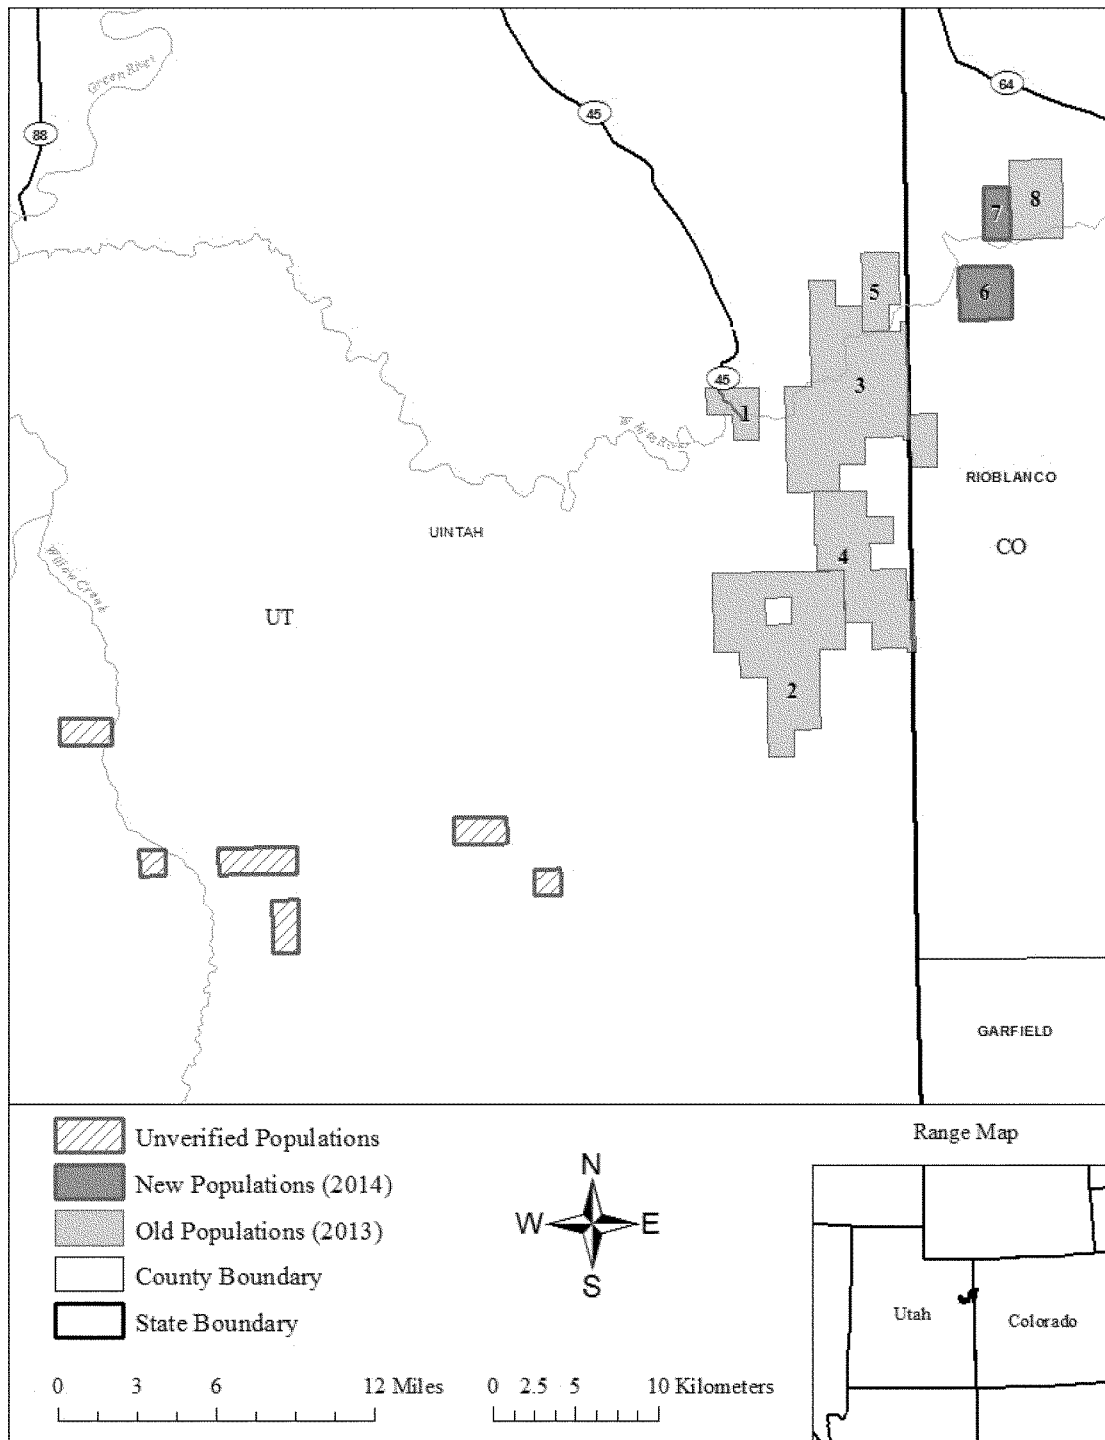 Green River
88
45
64
7
8
5
6
3
45
1
White River
RIOBLANCO
UINTAH
CO
4
Willow Creek
UT
2
GARFIELD
Unverified Populations
New Populations (2014)
Old Populations (2013)
County Boundary
State Boundary
N
W E
S
Range Map
Utah
Colorado
0 3 6 12 Miles
0 2.5 5 10 Kilometers